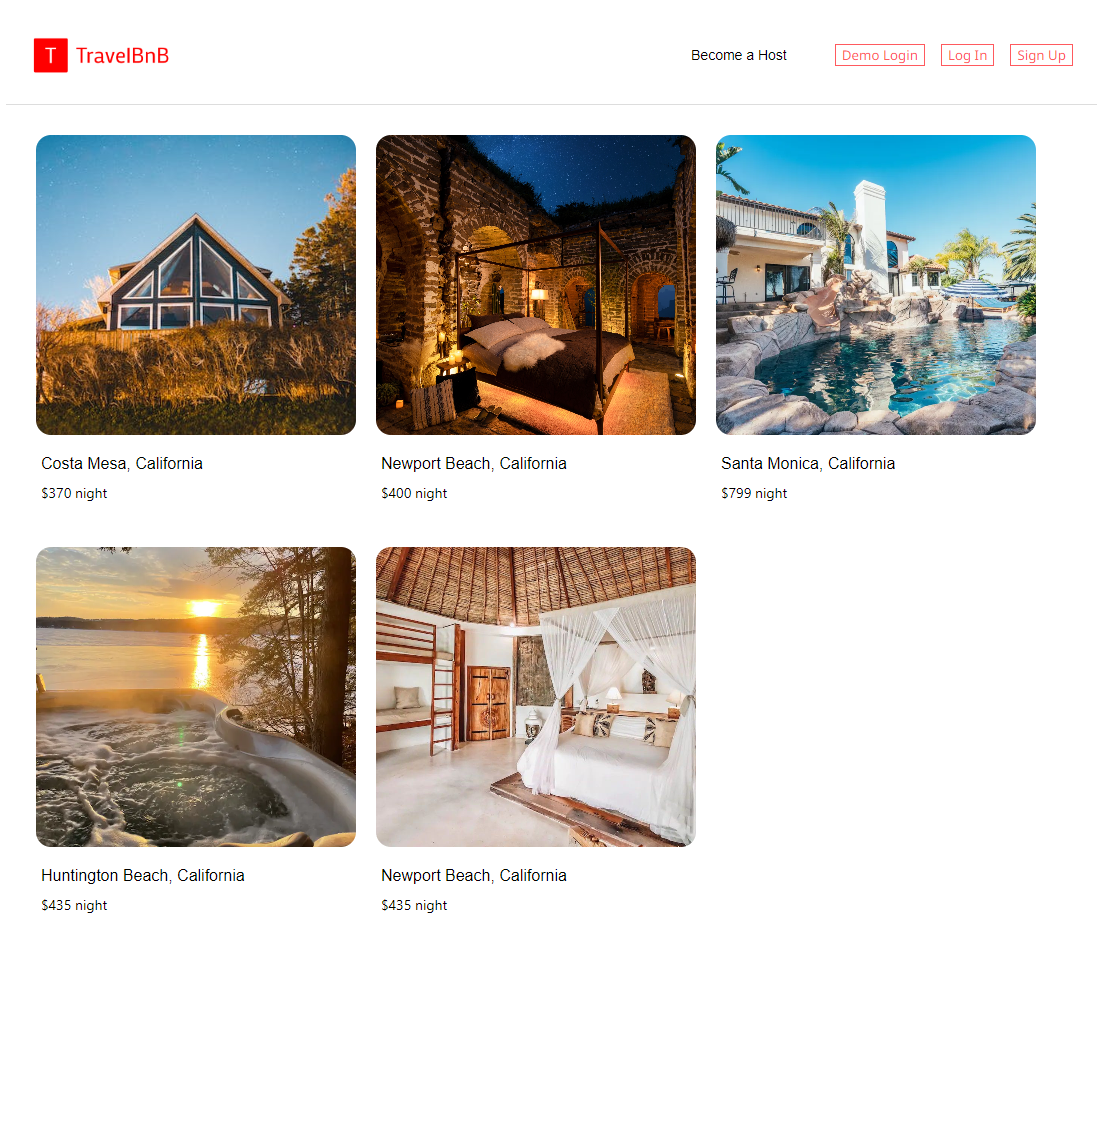 T TravelBnB
Become a Host
Demo Login
Log In
Sign Up
Costa Mesa, California
$370 night
Newport Beach, California
$400 night
Santa Monica, California
$799 night
Huntington Beach, California
$435 night
Newport Beach, California
$435 night